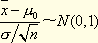 x̄ − μ₀
σ/√n ~ N(0,1)